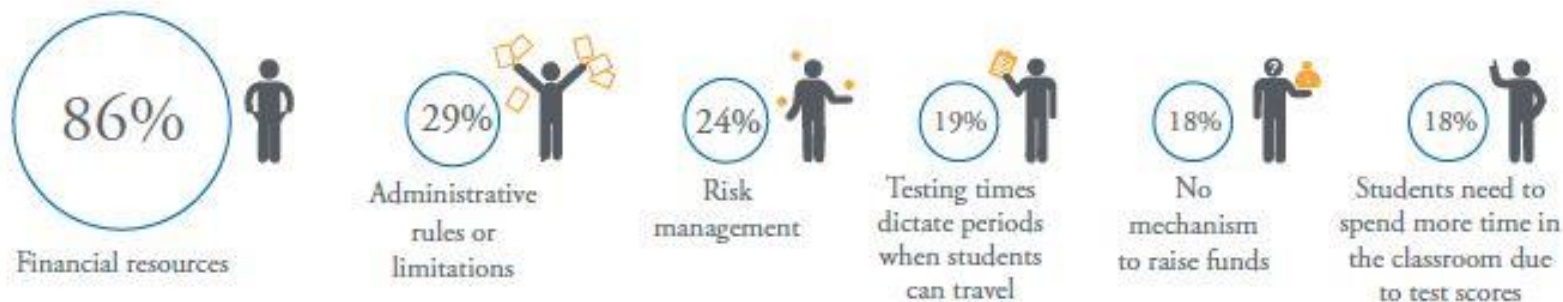 86%
Financial resources
29%
Administrative
rules or
limitations
24%
Risk
management
19%
Testing times
dictate periods
when students
can travel
?
18%
No
mechanism
to raise funds
18%
Students need to
spend more time in
the classroom due
to test scores